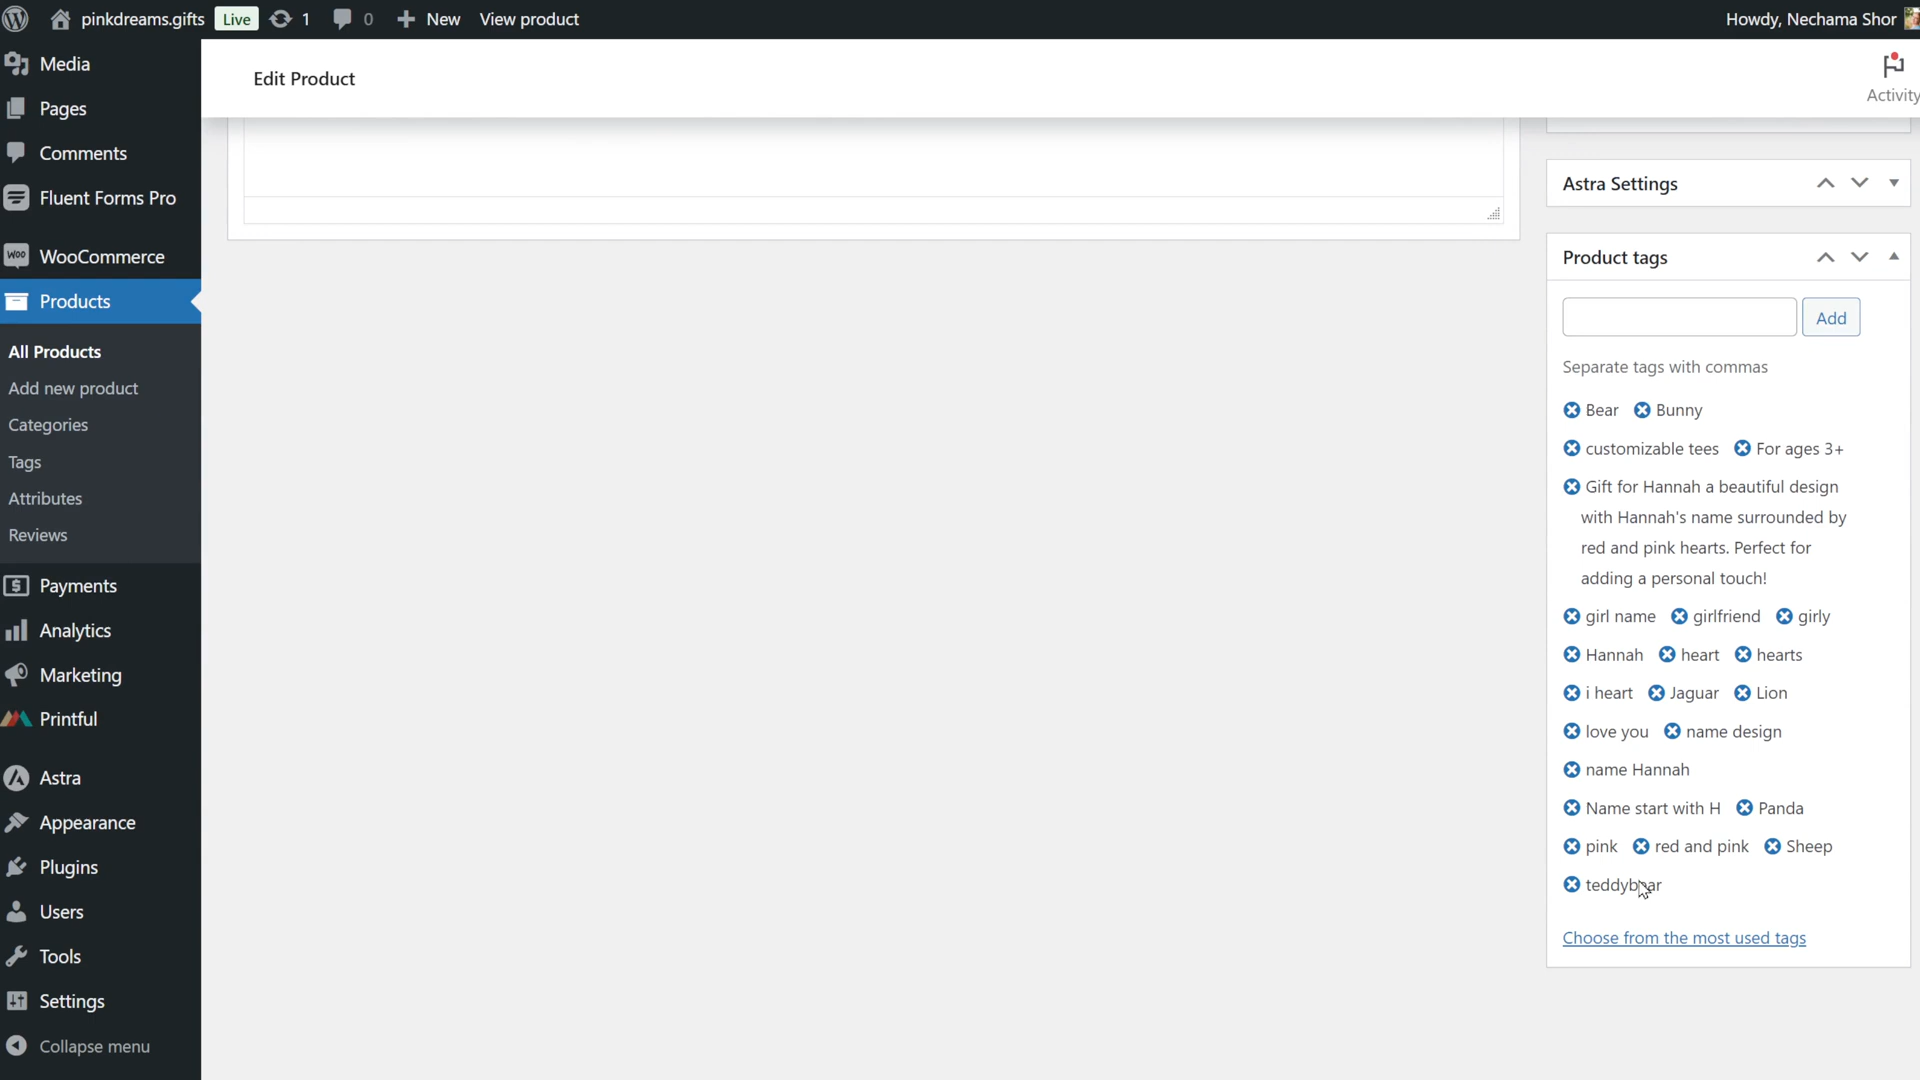 pinkdreams.gifts Live 1 0 New View product Howdy, Nechama Shor
Media
Pages
Comments
Fluent Forms Pro
WooCommerce
Products
All Products
Add new product
Categories
Tags
Attributes
Reviews
Payments
Analytics
Marketing
Printful
Astra
Appearance
Plugins
Users
Tools
Settings
Collapse menu
Edit Product
Activity
Astra Settings
Product tags
Add
Separate tags with commas
Bear Bunny
customizable tees For ages 3+
Gift for Hannah a beautiful design
with Hannah's name surrounded by
red and pink hearts. Perfect for
adding a personal touch!
girl name girlfriend girly
Hannah heart hearts
i heart Jaguar Lion
love you name design
name Hannah
Name start with H Panda
pink red and pink Sheep
teddybear
Choose from the most used tags